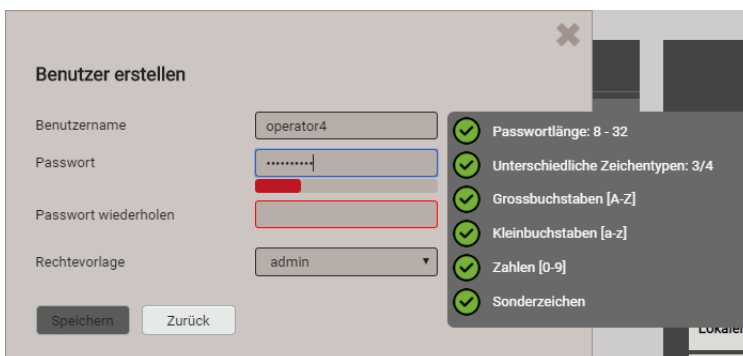 Benutzer erstellen
Benutzername
operator4
Passwort
••••••••••
Passwort wiederholen
Rechtevorlage
admin
Speichern
Zurück
Passwortlänge: 8 - 32
Unterschiedliche Zeichentypen: 3/4
Grossbuchstaben [A-Z]
Kleinbuchstaben [a-z]
Zahlen [0-9]
Sonderzeichen